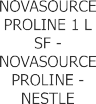 NOVASOURCE
PROLINE 1 L
SF -
NOVASOURCE
PROLINE -
NESTLE